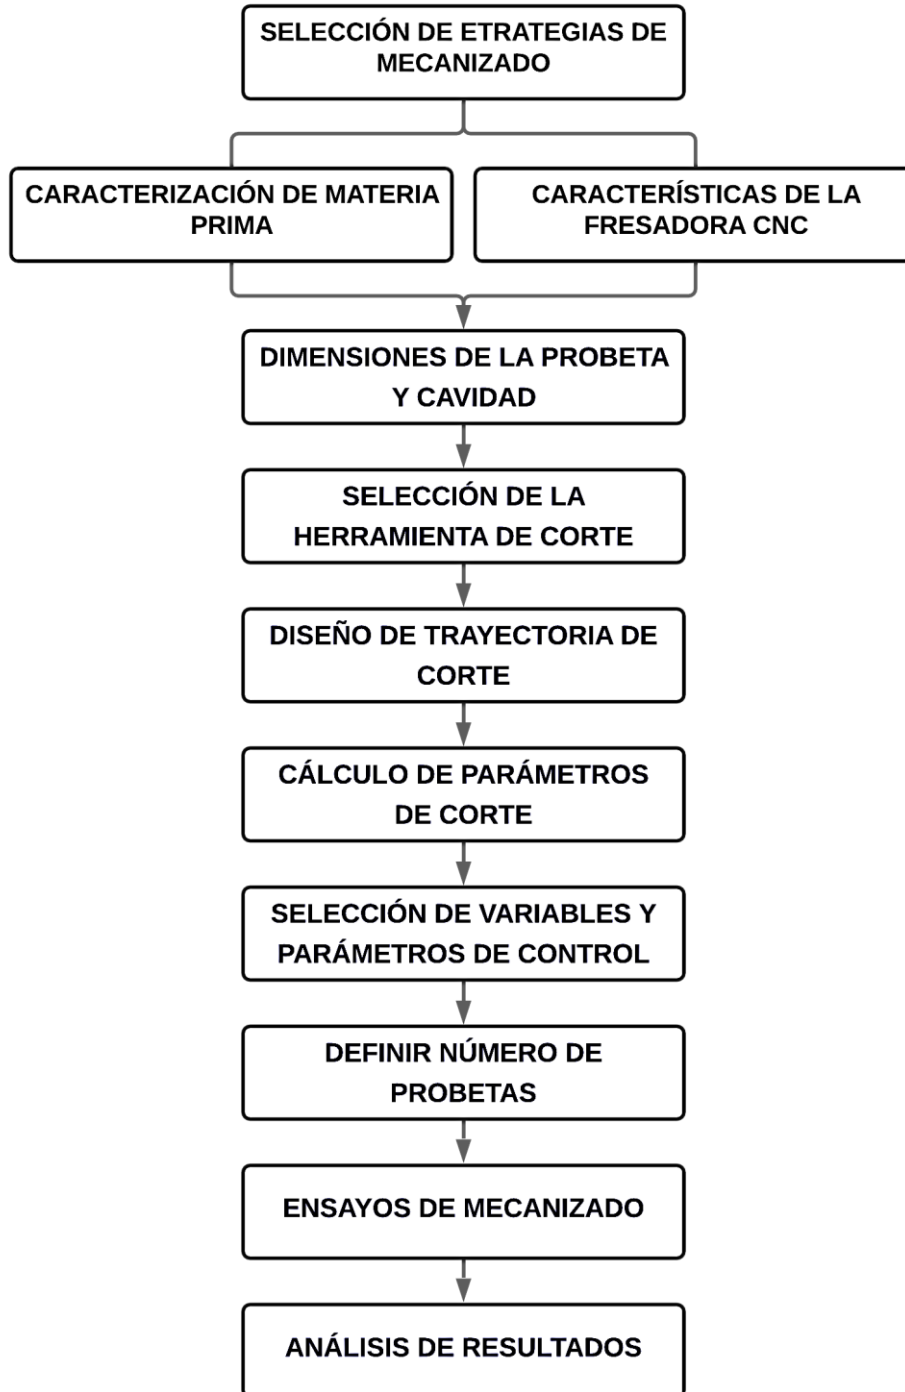 SELECCIÓN DE ETRATEGIAS DE
MECANIZADO
CARACTERIZACIÓN DE MATERIA
PRIMA
CARACTERÍSTICAS DE LA
FRESADORA CNC
DIMENSIONES DE LA PROBETA
Y CAVIDAD
SELECCIÓN DE LA
HERRAMIENTA DE CORTE
DISEÑO DE TRAYECTORIA DE
CORTE
CÁLCULO DE PARÁMETROS
DE CORTE
SELECCIÓN DE VARIABLES Y
PARÁMETROS DE CONTROL
DEFINIR NÚMERO DE
PROBETAS
ENSAYOS DE MECANIZADO
ANÁLISIS DE RESULTADOS